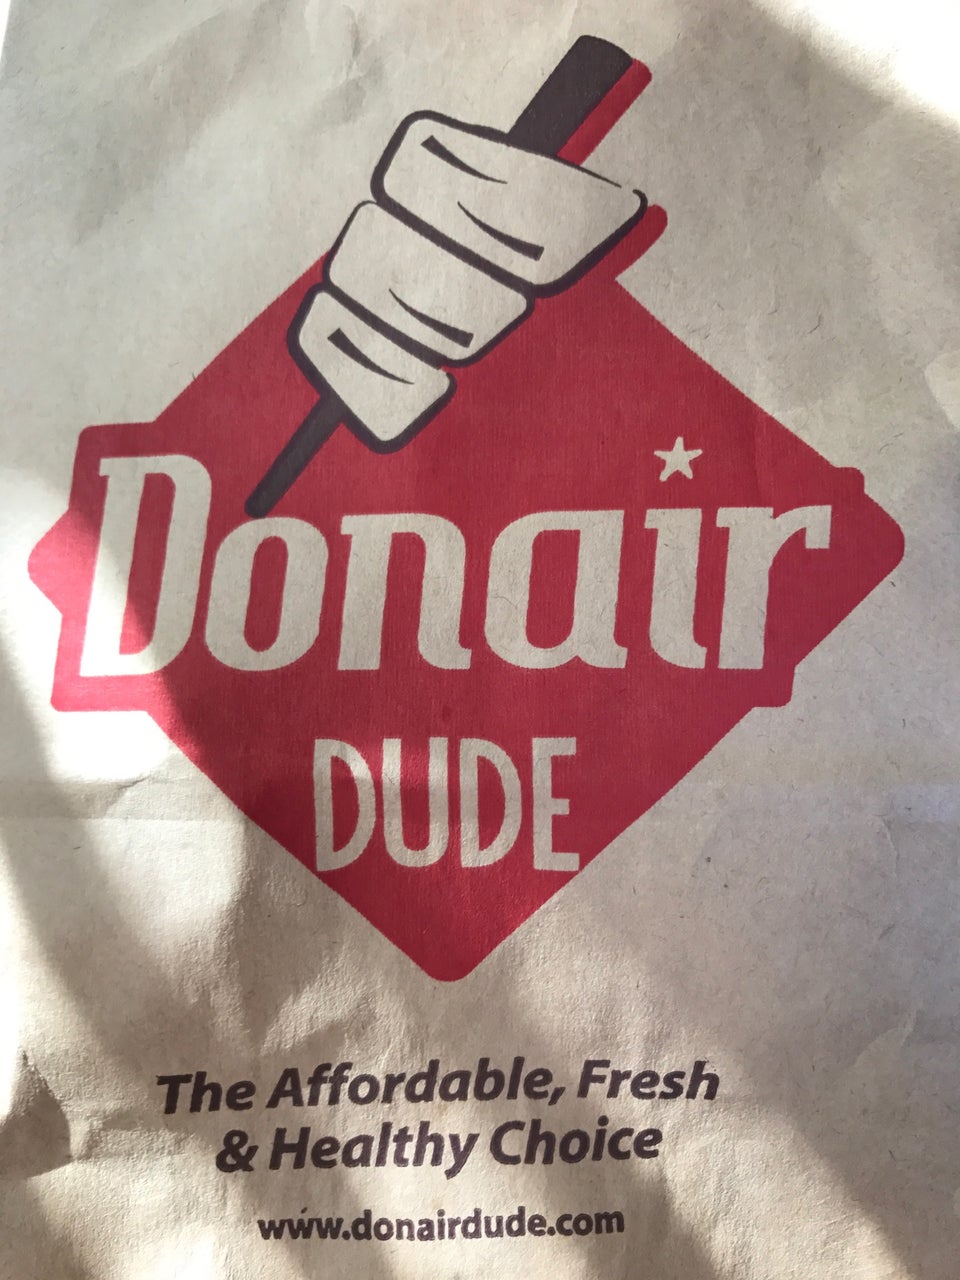 Donair
DUDE
The Affordable, Fresh
& Healthy Choice
www.donairdude.com